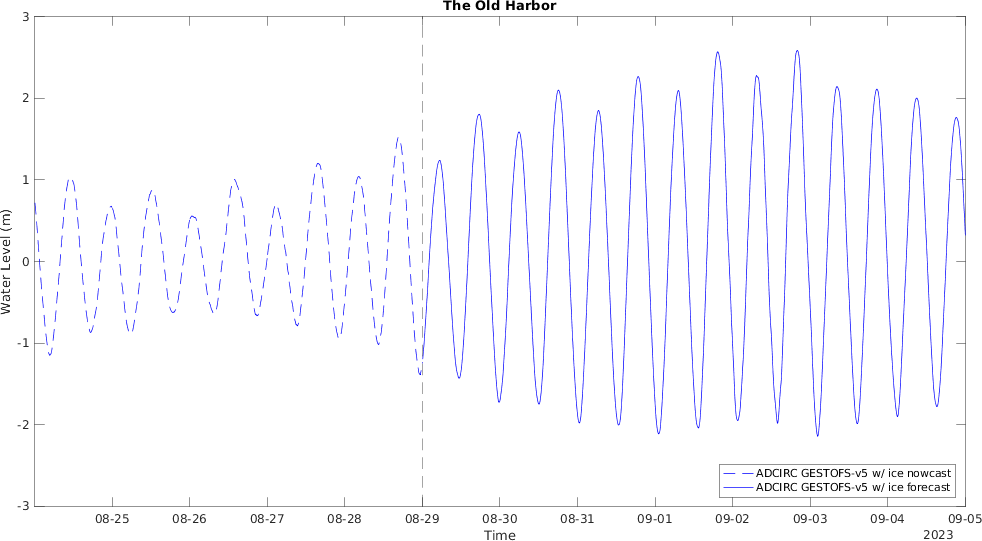 The Old Harbor
3
2
1
0
-1
-2
-3
Water Level (m)
ADCIRC GESTOFS-v5 w/ ice nowcast
ADCIRC GESTOFS-v5 w/ ice forecast
08-25 08-26 08-27 08-28 08-29 08-30 08-31 09-01 09-02 09-03 09-04 09-05
Time
2023